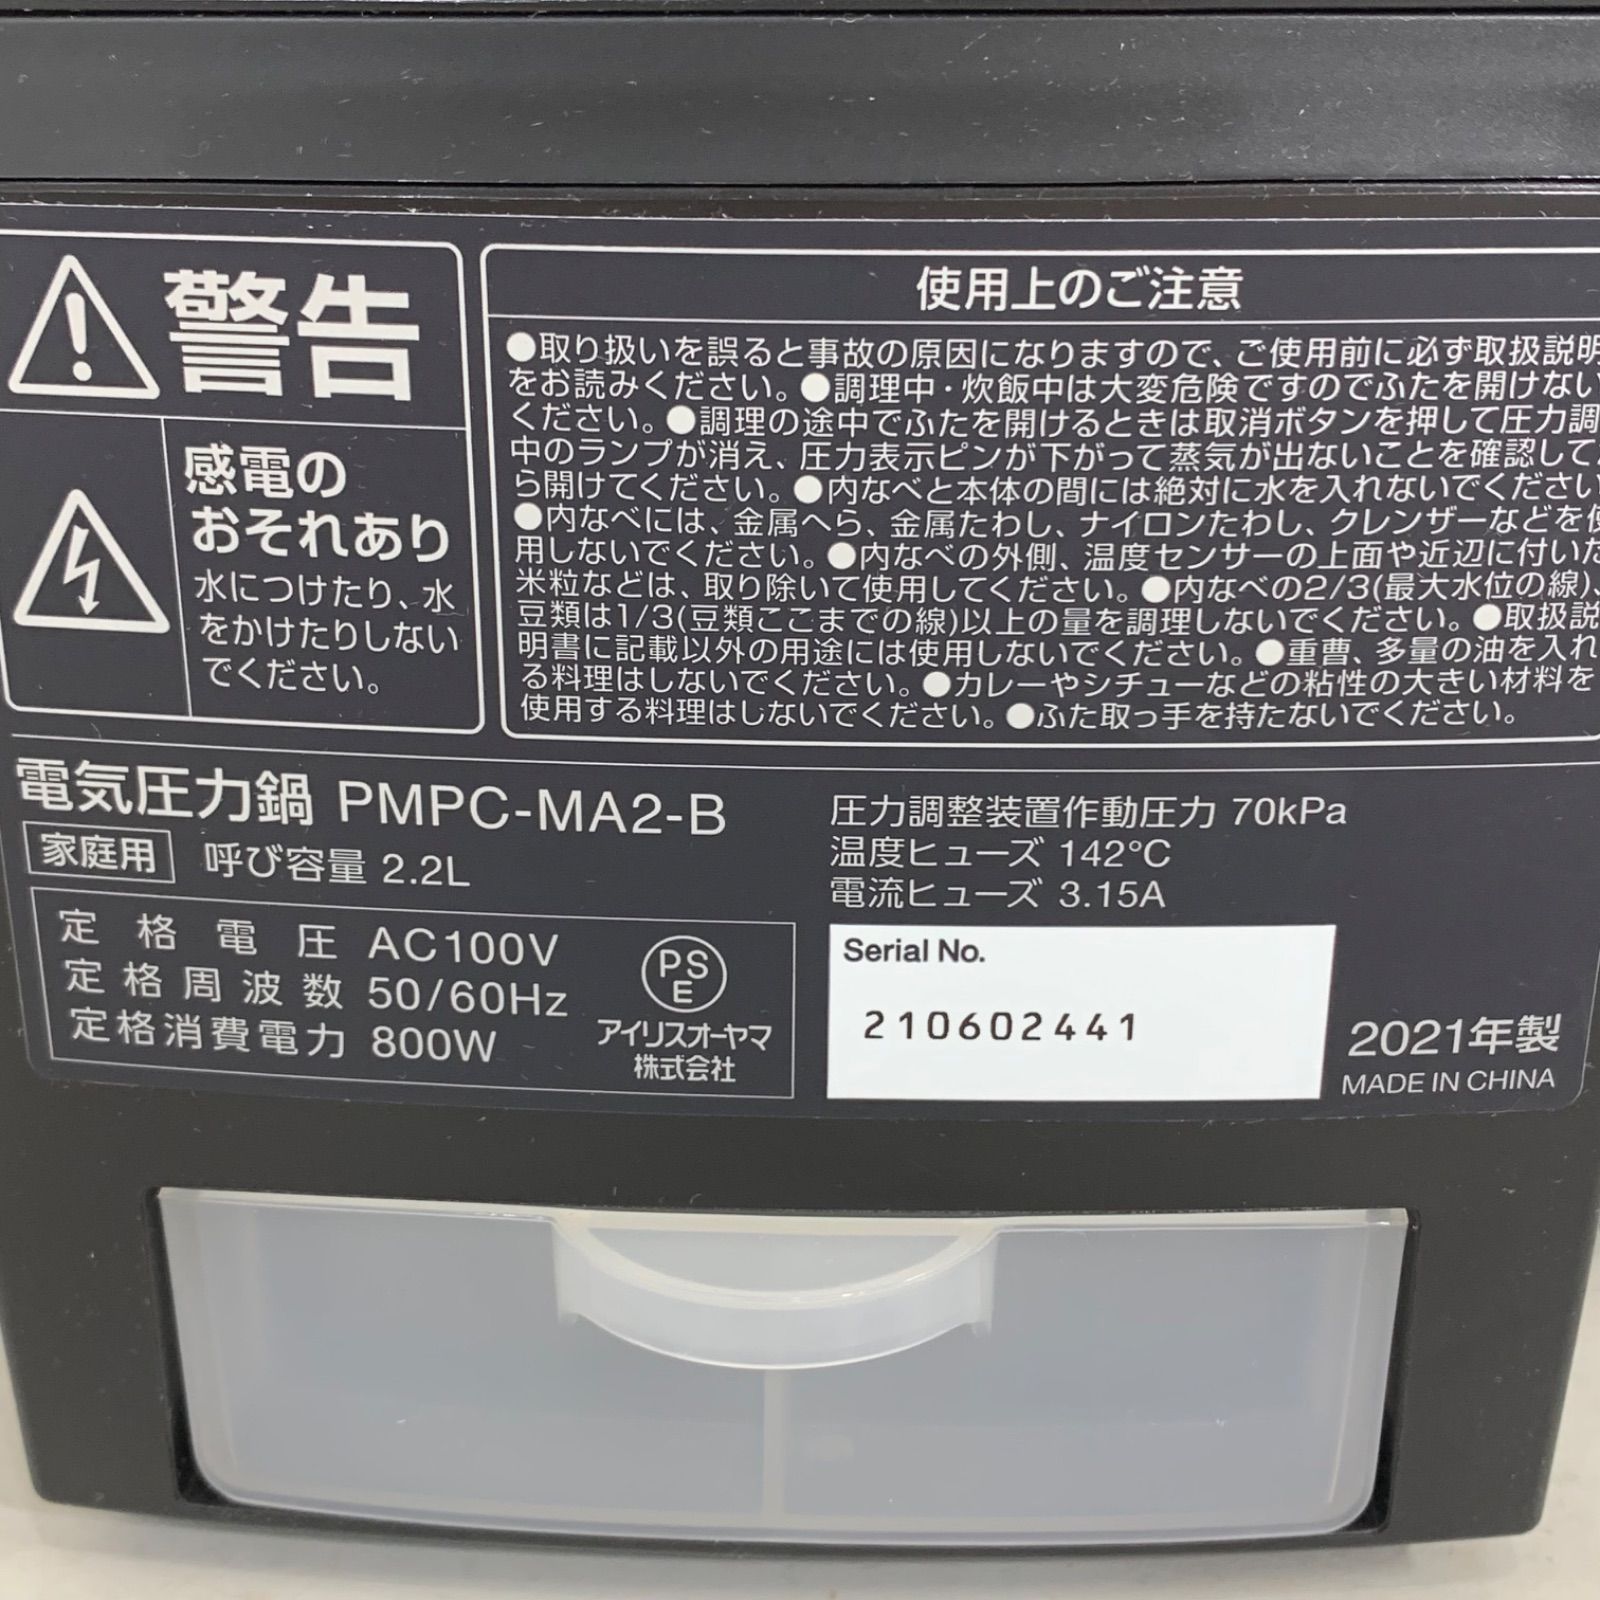 警告
感電の
おそれあり
水につけたり、水
をかけたりしない
でください。
使用上のご注意
●取り扱いを誤ると事故の原因になりますので、ご使用前に必ず取扱説明
をお読みください。●調理中・炊飯中は大変危険ですのでふたを開けない
ください。●調理の途中でふたを開けるときは取消ボタンを押して圧力調
中のランプが消え、圧力表示ピンが下がって蒸気が出ないことを確認して
ら開けてください。●内なべと本体の間には絶対に水を入れないでください
●内なべには、金属へら、金属たわし、ナイロンたわし、クレンザーなどを使
用しないでください。●内なべの外側、温度センサーの上面や近辺に付いた
米粒などは、取り除いて使用してください。●内なべの2/3(最大水位の線)、
豆類は1/3(豆類ここまでの線)以上の量を調理しないでください。●取扱説
明書に記載以外の用途には使用しないでください。●重曹、多量の油を入れ
る料理はしないでください。●カレーやシチューなどの粘性の大きい材料を
使用する料理はしないでください。●ふた取っ手を持たないでください。
電気圧力鍋 PMPC-MA2-B
家庭用 呼び容量 2.2L
定格電圧 AC100V
定格周波数 50/60Hz
定格消費電力 800W
PS
E
アイリスオーヤマ
株式会社
圧力調整装置作動圧力 70kPa
温度ヒューズ 142°C
電流ヒューズ 3.15A
Serial No.
210602441
2021年製
MADE IN CHINA